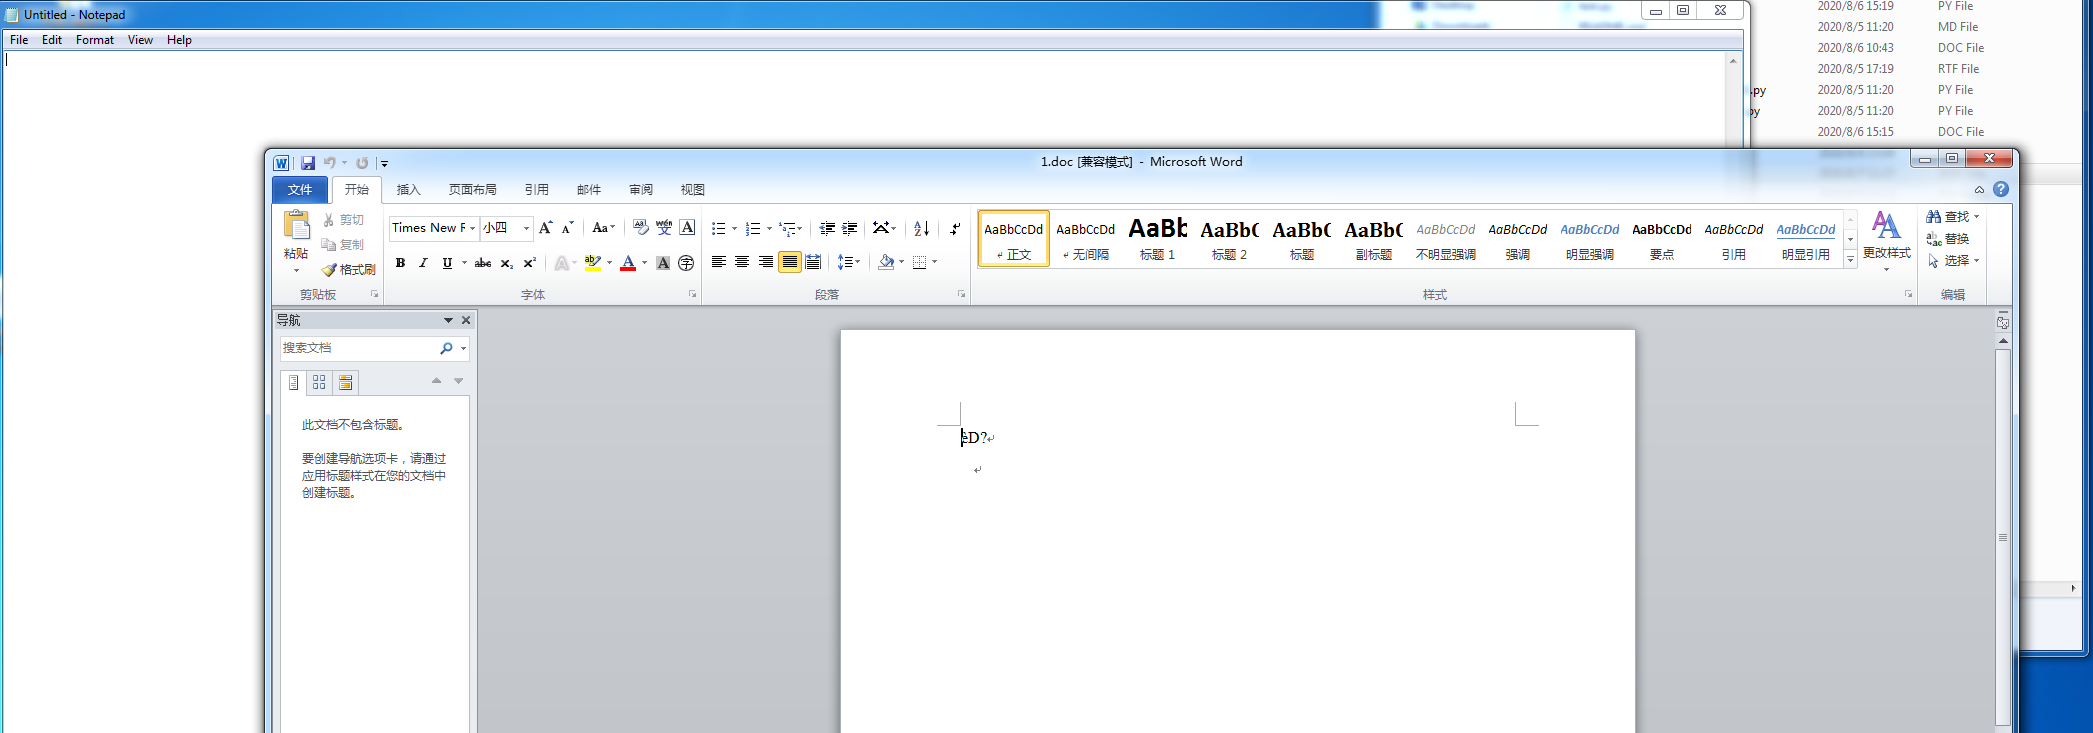 Untitled - Notepad
File Edit Format View Help
2020/8/6 15:19 PY File
2020/8/5 11:20 MD File
2020/8/6 10:43 DOC File
2020/8/5 17:19 RTF File
.py 2020/8/5 11:20 PY File
py 2020/8/5 11:20 PY File
2020/8/6 15:15 DOC File
1.doc [兼容模式] - Microsoft Word
文件 开始 插入 页面布局 引用 邮件 审阅 视图
粘贴 剪切 复制 格式刷
剪贴板
Times New F 小四
字体
段落
AaBbCcDd AaBbCcDd AaBb AaBbC AaBbC AaBbC AaBbCcDd AaBbCcDd AaBbCcDd AaBbCcDd AaBbCcDd AaBbCcDd
正文 无间隔 标题 1 标题 2 标题 副标题 不明显强调 强调 明显强调 要点 引用 明显引用
更改样式
样式
查找
替换
选择
编辑
导航
搜索文档
此文档不包含标题。
要创建导航选项卡，请通过
应用标题样式在您的文档中
创建标题。
èD?